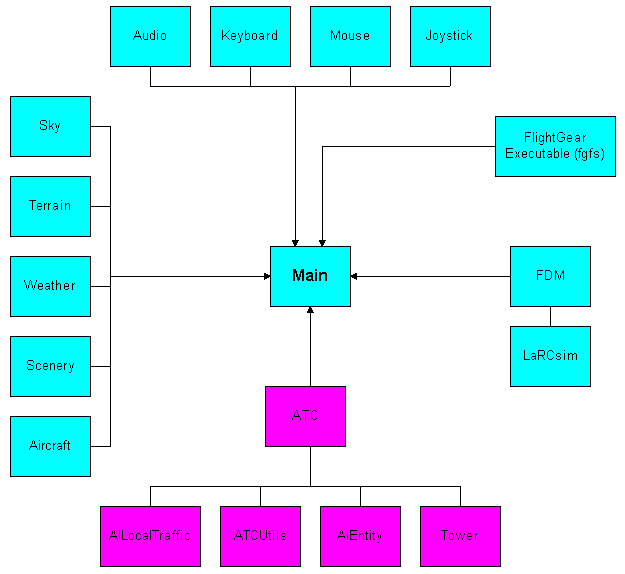 Audio
Keyboard
Mouse
Joystick
Sky
FlightGear
Executable (fgfs)
Terrain
Weather
Main
FDM
LaRCsim
Scenery
ATC
Aircraft
AILocalTraffic
ATCUtils
AIEntity
Tower